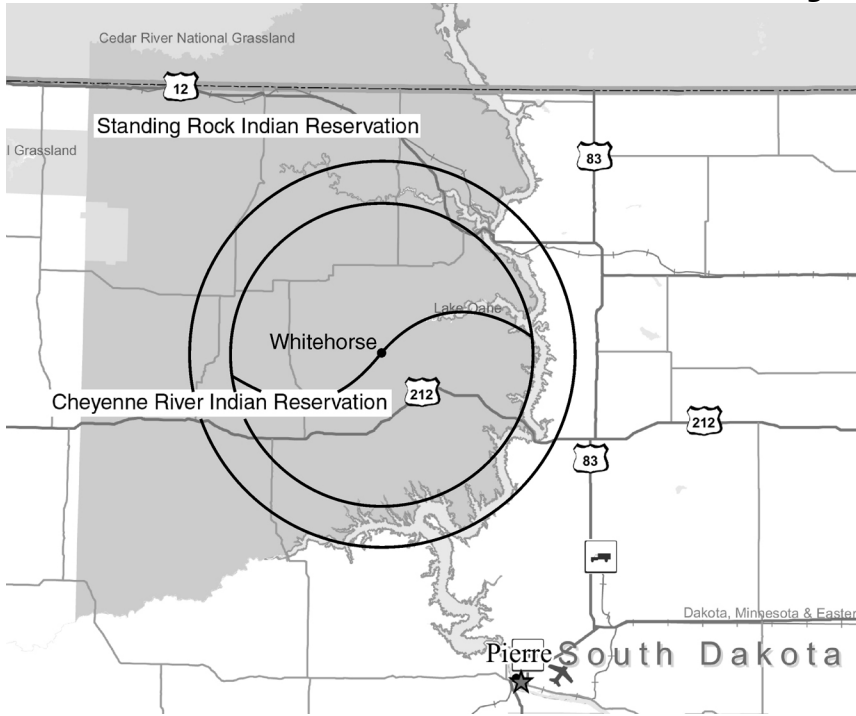 Cedar River National Grassland
12
Standing Rock Indian Reservation
l Grassland
83
Lake Oahe
Whitehorse
212
Cheyenne River Indian Reservation
212
83
Dakota, Minnesota & Easter
Pierre
South Dakota